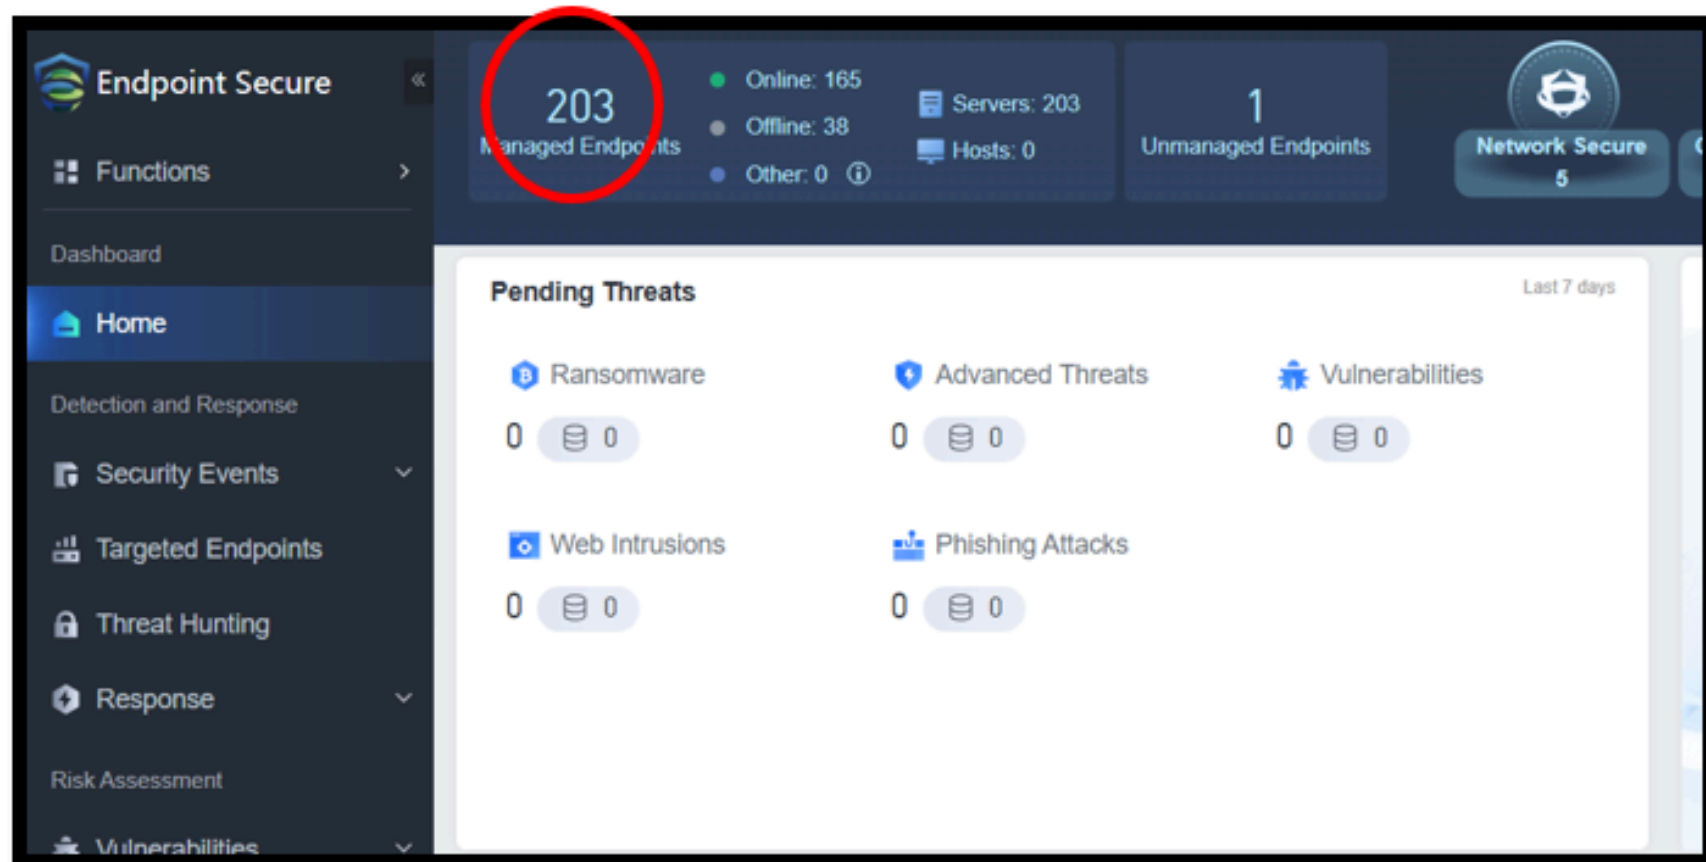 Endpoint Secure
Functions
Dashboard
Home
Detection and Response
Security Events
Targeted Endpoints
Threat Hunting
Response
Risk Assessment
Vulnerabilities
203
Managed Endpoints
Online: 165
Offline: 38
Other: 0
Servers: 203
Hosts: 0
1
Unmanaged Endpoints
Network Secure
5
Pending Threats
Last 7 days
Ransomware
0 0
Advanced Threats
0 0
Vulnerabilities
0 0
Web Intrusions
0 0
Phishing Attacks
0 0